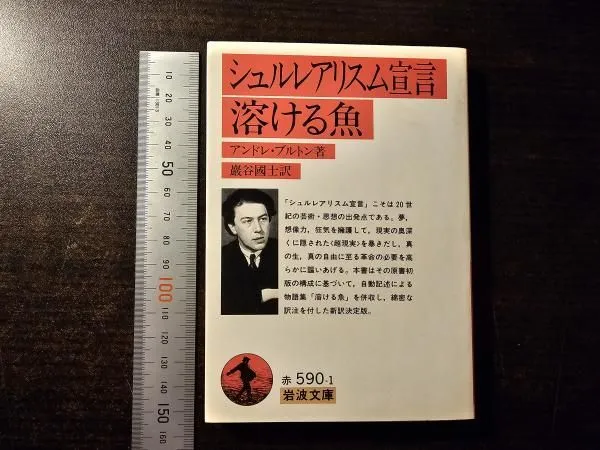 シュルレアリスム宣言
溶ける魚
アンドレ・ブルトン著
巖谷國士訳
「シュルレアリスム宣言」こそは20世
紀の芸術・思想の出発点である。夢,
想像力, 狂気を擁護して, 現実の奥深
くに隠された〈超現実〉を暴きだし, 真
の生, 真の自由に至る革命の必要を高
らかに謳いあげる。本書はその原書初
版の構成に基づいて, 自動記述による
物語集「溶ける魚」を併収し, 綿密な
訳注を付した新訳決定版。
赤 590-1
岩波文庫
10
20
30
40
50
60
70
80
90
100
110
120
130
140
150
160